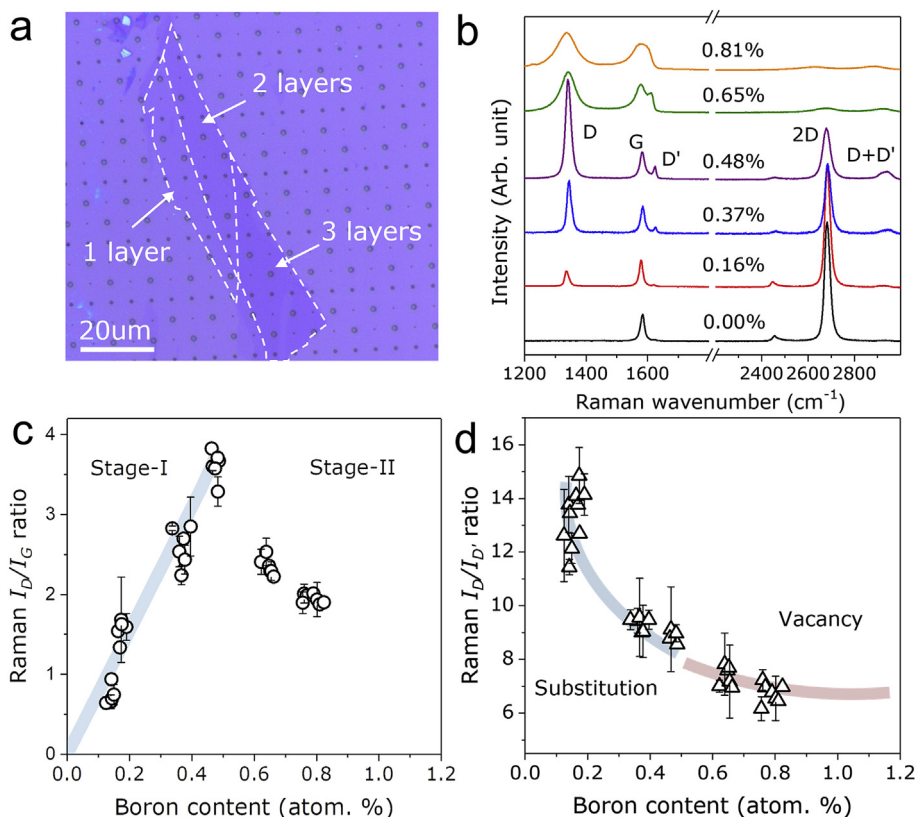 a
2 layers
1 layer
3 layers
20um
b
0.81%
0.65%
0.48%
0.37%
0.16%
0.00%
D
G
D'
2D
D+D'
Intensity (Arb. unit)
1200 1400 1600 2400 2600 2800
Raman wavenumber (cm⁻¹)
c
Stage-I
Stage-II
Raman I_D/I_G ratio
4
3
2
1
0
0.0 0.2 0.4 0.6 0.8 1.0 1.2
Boron content (atom. %)
d
Vacancy
Substitution
Raman I_D/I_D' ratio
16
14
12
10
8
6
0.0 0.2 0.4 0.6 0.8 1.0 1.2
Boron content (atom. %)